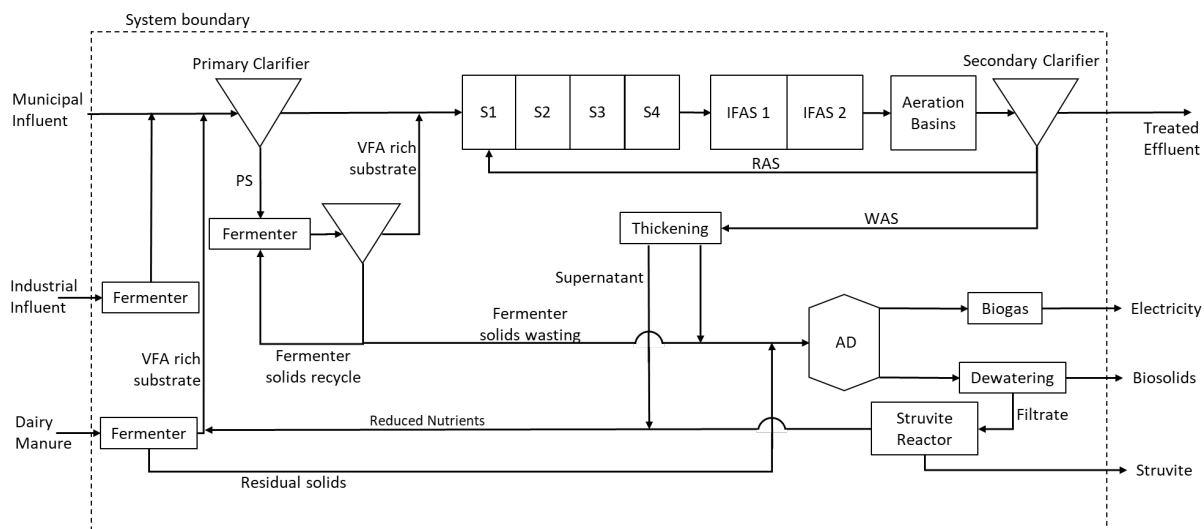 System boundary
Primary Clarifier
Secondary Clarifier
Municipal
Influent
S1
S2
S3
S4
IFAS 1
IFAS 2
Aeration
Basins
Treated
Effluent
VFA rich
substrate
RAS
PS
Fermenter
Thickening
WAS
Supernatant
Industrial
Influent
Fermenter
Fermenter
solids wasting
Biogas
Electricity
AD
VFA rich
substrate
Fermenter
solids recycle
Dewatering
Biosolids
Filtrate
Dairy
Manure
Fermenter
Reduced Nutrients
Struvite
Reactor
Residual solids
Struvite